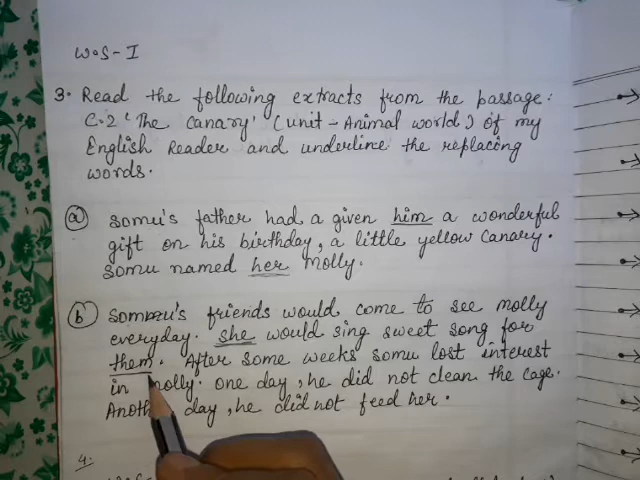 W.S-I
3. Read the following extracts from the passage:
C.2 'The Canary' (unit-Animal world) of my
English Reader and underline the replacing
words.
(a) Somu's father had a given him a wonderful
gift on his birthday, a little yellow Canary.
Somu named her Molly.
(b) Somu's friends would come to see Molly
everyday. She would sing sweet song for
them. After some weeks Somu lost interest
in Molly. One day, he did not clean the cage.
Anoth day, he did not feed her.
4.